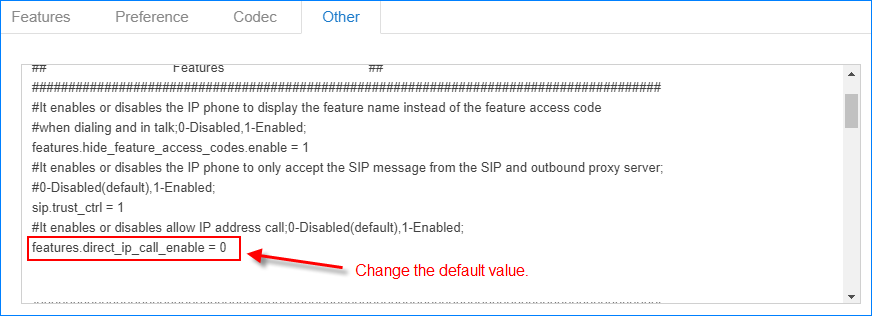 Features Preference Codec Other
## Features ##
######################################################################################
#It enables or disables the IP phone to display the feature name instead of the feature access code
#when dialing and in talk;0-Disabled,1-Enabled;
features.hide_feature_access_codes.enable = 1
#It enables or disables the IP phone to only accept the SIP message from the SIP and outbound proxy server;
#0-Disabled(default),1-Enabled;
sip.trust_ctrl = 1
#It enables or disables allow IP address call;0-Disabled(default),1-Enabled;
features.direct_ip_call_enable = 0
Change the default value.